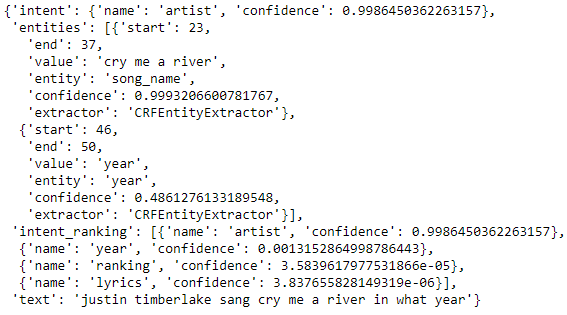 {'intent': {'name': 'artist', 'confidence': 0.9986450362263157},
'entities': [{'start': 23,
'end': 37,
'value': 'cry me a river',
'entity': 'song_name',
'confidence': 0.9993206600781767,
'extractor': 'CRFEntityExtractor'},
{'start': 46,
'end': 50,
'value': 'year',
'entity': 'year',
'confidence': 0.4861276133189548,
'extractor': 'CRFEntityExtractor'}],
'intent_ranking': [{'name': 'artist', 'confidence': 0.9986450362263157},
{'name': 'year', 'confidence': 0.0013152864998786443},
{'name': 'ranking', 'confidence': 3.5839617977531866e-05},
{'name': 'lyrics', 'confidence': 3.837655828149319e-06}],
'text': 'justin timberlake sang cry me a river in what year'}